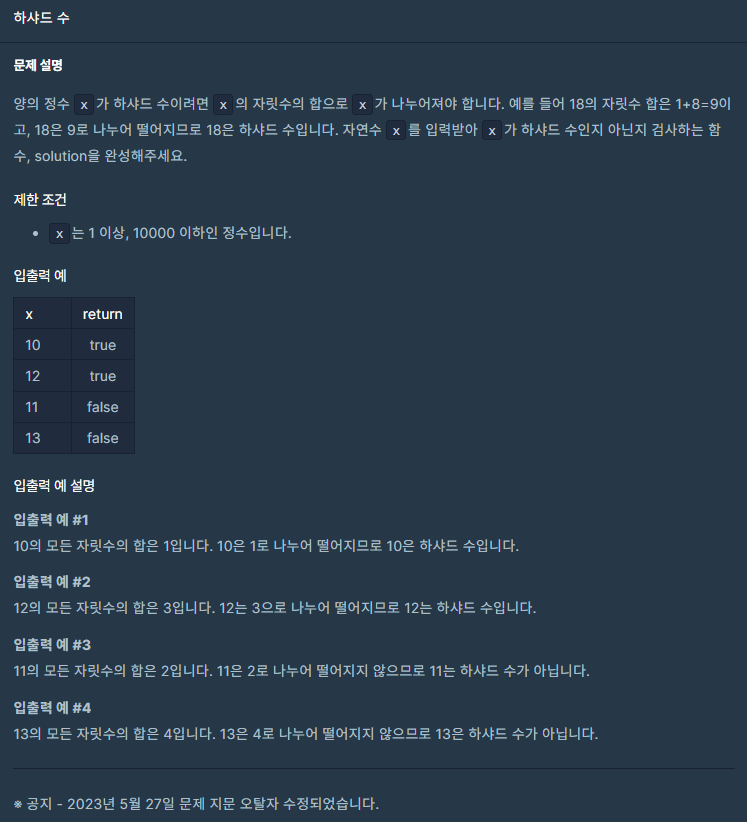 하샤드 수
문제 설명
양의 정수 x 가 하샤드 수이려면 x 의 자릿수의 합으로 x 가 나누어져야 합니다. 예를 들어 18의 자릿수 합은 1+8=9이
고, 18은 9로 나누어 떨어지므로 18은 하샤드 수입니다. 자연수 x 를 입력받아 x 가 하샤드 수인지 아닌지 검사하는 함
수, solution을 완성해주세요.
제한 조건
• x 는 1 이상, 10000 이하인 정수입니다.
입출력 예
x return
10 true
12 true
11 false
13 false
입출력 예 설명
입출력 예 #1
10의 모든 자릿수의 합은 1입니다. 10은 1로 나누어 떨어지므로 10은 하샤드 수입니다.
입출력 예 #2
12의 모든 자릿수의 합은 3입니다. 12는 3으로 나누어 떨어지므로 12는 하샤드 수입니다.
입출력 예 #3
11의 모든 자릿수의 합은 2입니다. 11은 2로 나누어 떨어지지 않으므로 11는 하샤드 수가 아닙니다.
입출력 예 #4
13의 모든 자릿수의 합은 4입니다. 13은 4로 나누어 떨어지지 않으므로 13은 하샤드 수가 아닙니다.
※ 공지 - 2023년 5월 27일 문제 지문 오탈자 수정되었습니다.